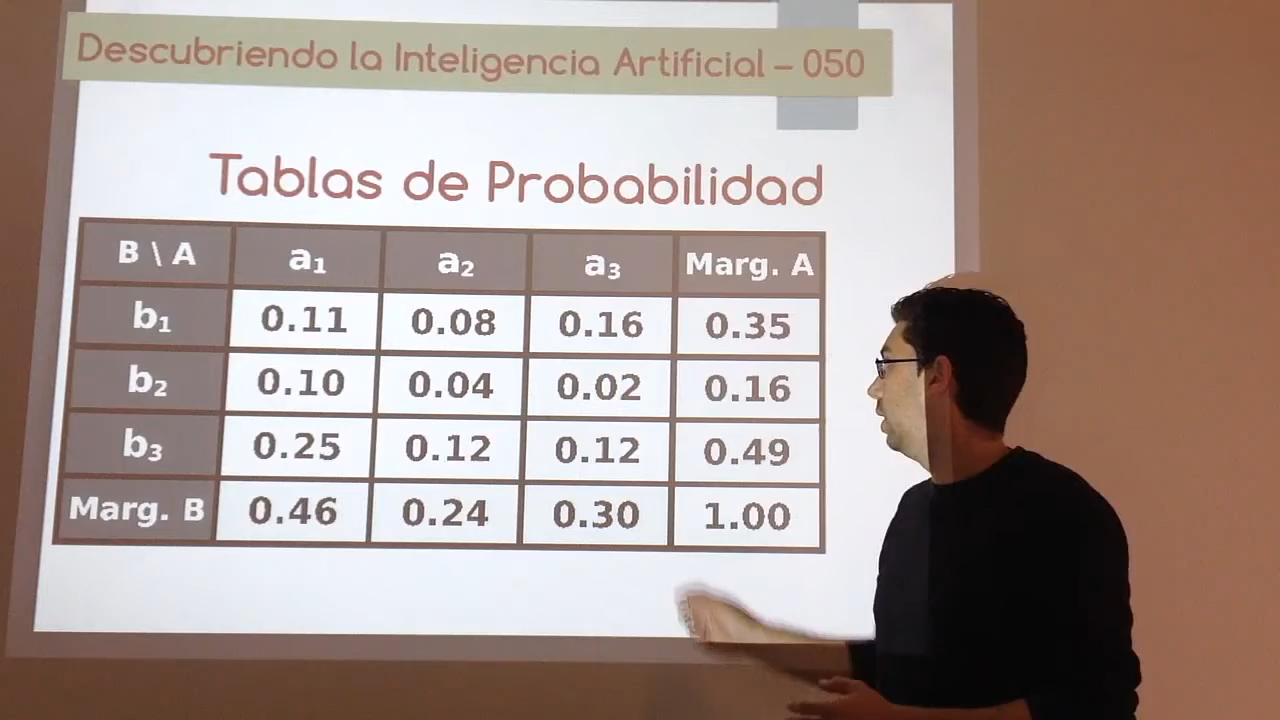 Descubriendo la Inteligencia Artificial – 050
Tablas de Probabilidad
B \ A a₁ a₂ a₃ Marg. A
b₁ 0.11 0.08 0.16 0.35
b₂ 0.10 0.04 0.02 0.16
b₃ 0.25 0.12 0.12 0.49
Marg. B 0.46 0.24 0.30 1.00